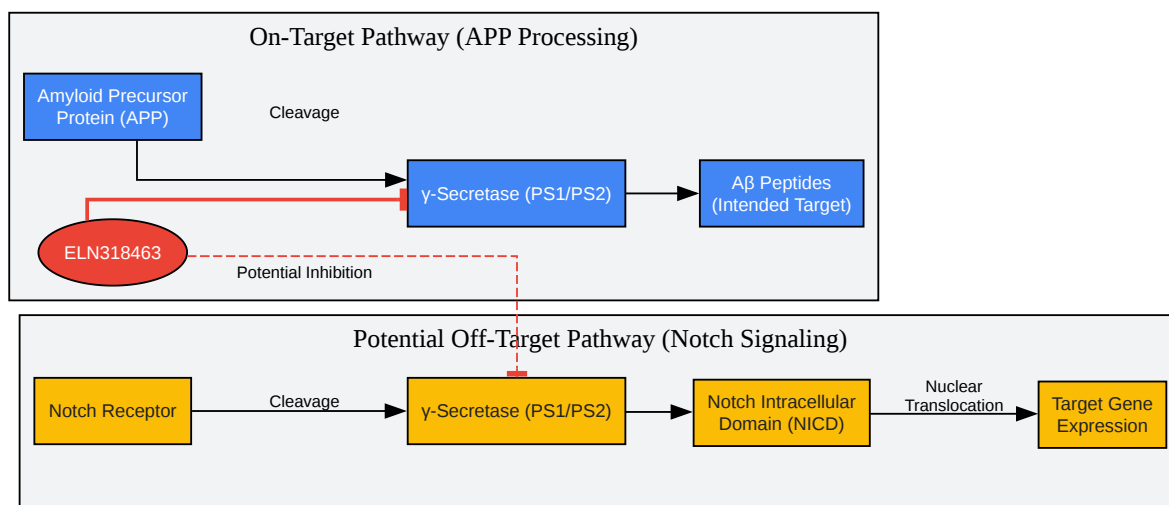 On-Target Pathway (APP Processing)
Amyloid Precursor
Protein (APP)
Cleavage
γ-Secretase (PS1/PS2)
Aβ Peptides
(Intended Target)
ELN318463
Potential Inhibition
Potential Off-Target Pathway (Notch Signaling)
Notch Receptor
Cleavage
γ-Secretase (PS1/PS2)
Notch Intracellular
Domain (NICD)
Nuclear
Translocation
Target Gene
Expression